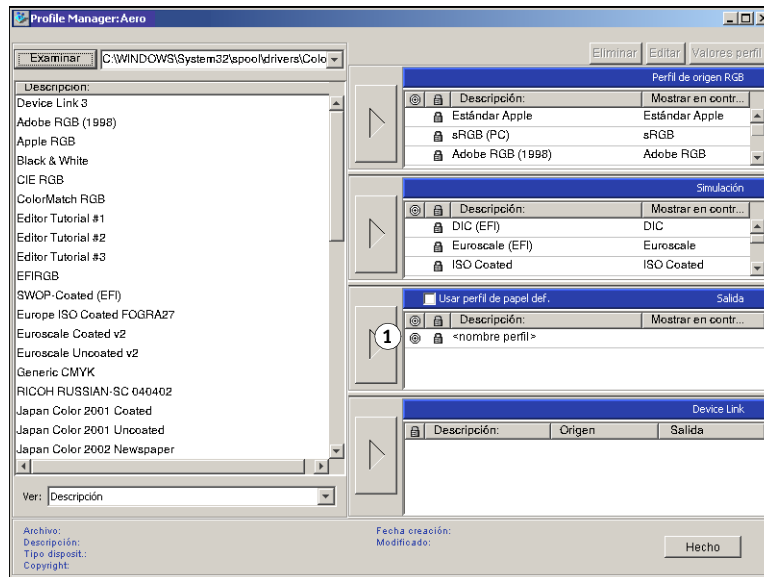 Profile Manager:Aero
Examinar C:\WINDOWS\System32\spool\drivers\Colo
Eliminar Editar Valores perfil
Descripción:
Device Link 3
Adobe RGB (1998)
Apple RGB
Black & White
CIE RGB
ColorMatch RGB
Editor Tutorial #1
Editor Tutorial #2
Editor Tutorial #3
EFIRGB
SWOP-Coated (EFI)
Europe ISO Coated FOGRA27
Euroscale Coated v2
Euroscale Uncoated v2
Generic CMYK
RICOH RUSSIAN-SC 040402
Japan Color 2001 Coated
Japan Color 2001 Uncoated
Japan Color 2002 Newspaper
Ver: Descripción
Perfil de origen RGB
Descripción: Mostrar en contr...
Estándar Apple Estándar Apple
sRGB (PC) sRGB
Adobe RGB (1998) Adobe RGB
Simulación
Descripción: Mostrar en contr...
DIC (EFI) DIC
Euroscale (EFI) Euroscale
ISO Coated ISO Coated
Usar perfil de papel def. Salida
Descripción: Mostrar en contr...
1
<nombre perfil>
Device Link
Descripción: Origen Salida
Archivo:
Descripción:
Tipo disposit.:
Copyright:
Fecha creación:
Modificado:
Hecho